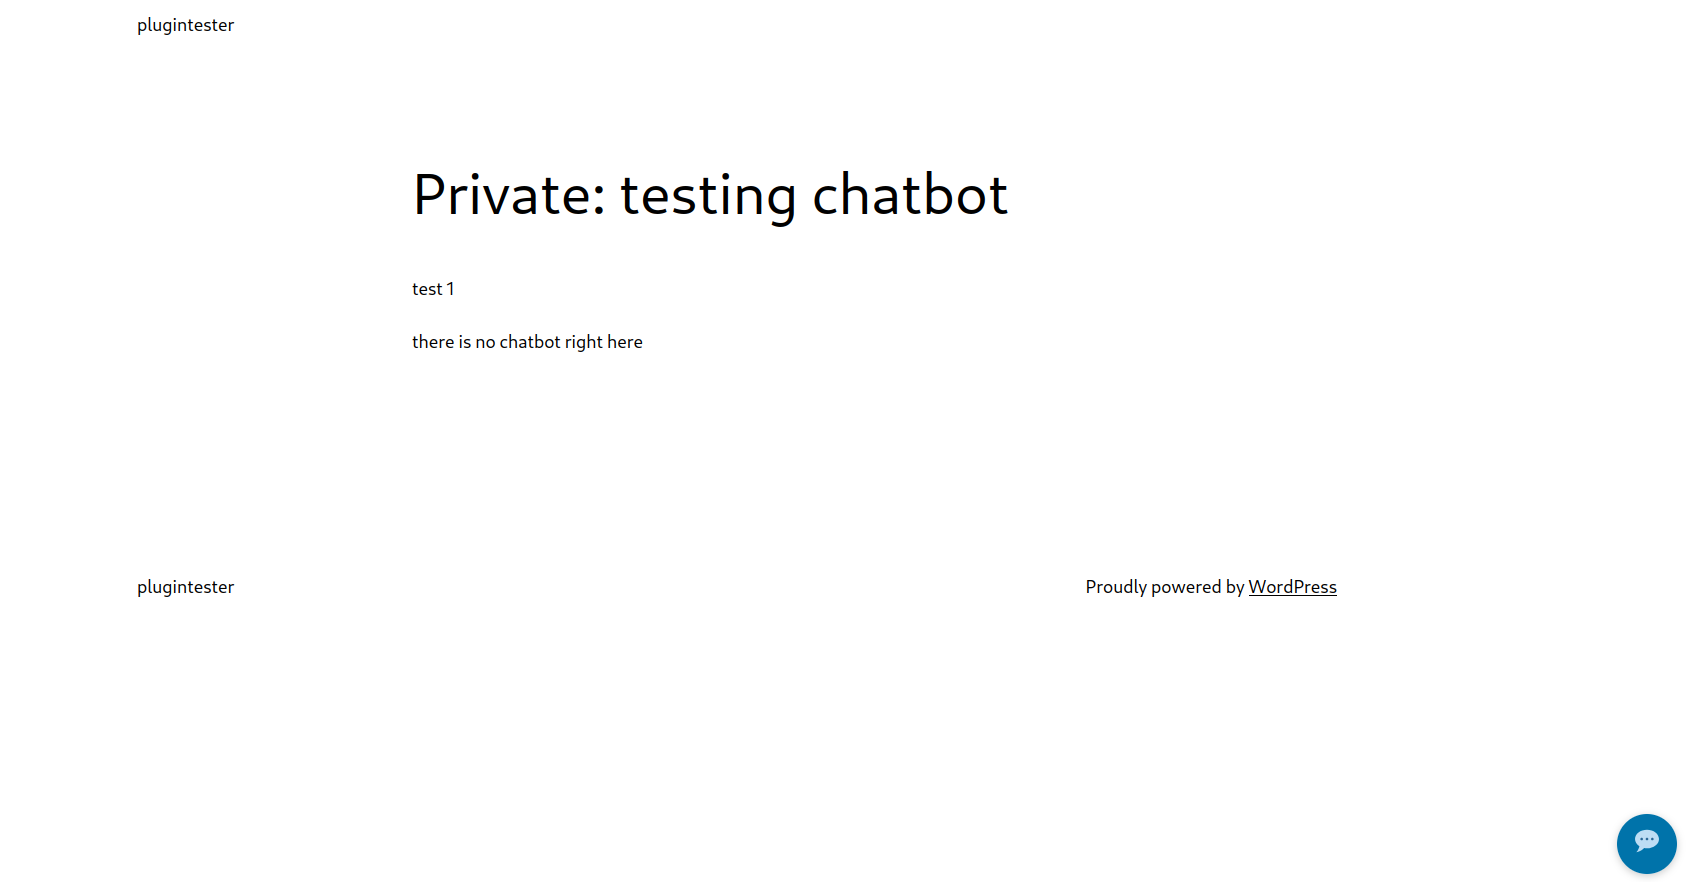 plugintester
Private: testing chatbot
test 1
there is no chatbot right here
plugintester
Proudly powered by WordPress